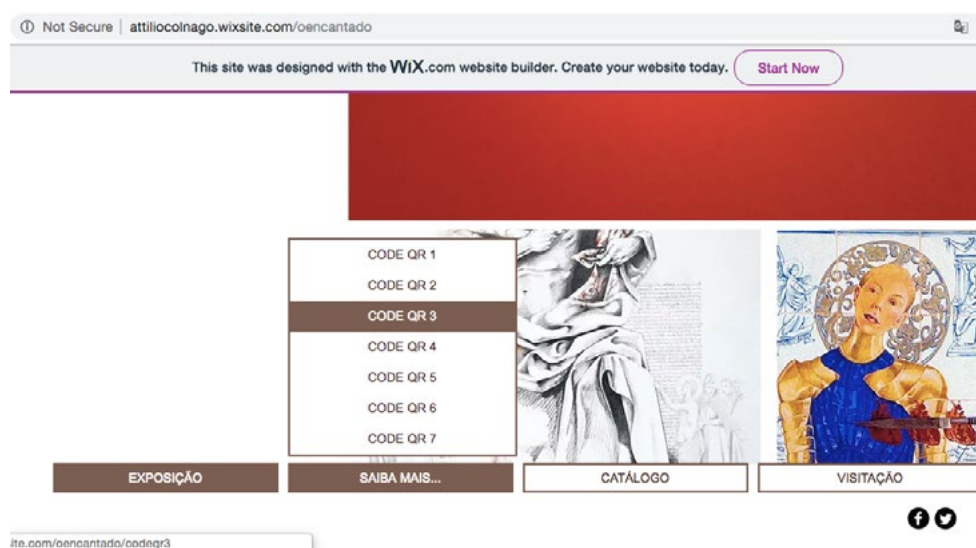 Not Secure | attiliocolnago.wixsite.com/oencantado
This site was designed with the WiX.com website builder. Create your website today. Start Now
CODE QR 1
CODE QR 2
CODE QR 3
CODE QR 4
CODE QR 5
CODE QR 6
CODE QR 7
EXPOSIÇÃO SAIBA MAIS... CATÁLOGO VISITAÇÃO
site.com/oencantado/codeqr3